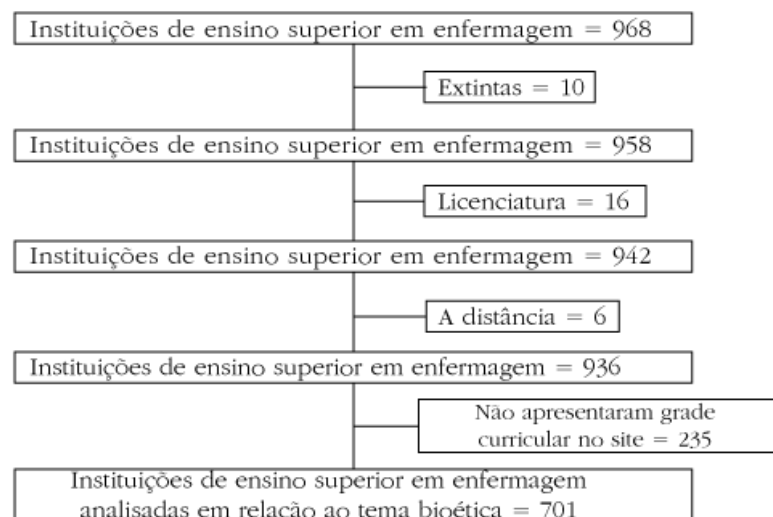 Instituições de ensino superior em enfermagem = 968
Extintas = 10
Instituições de ensino superior em enfermagem = 958
Licenciatura = 16
Instituições de ensino superior em enfermagem = 942
A distância = 6
Instituições de ensino superior em enfermagem = 936
Não apresentaram grade
curricular no site = 235
Instituições de ensino superior em enfermagem
analisadas em relação ao tema bioética = 701